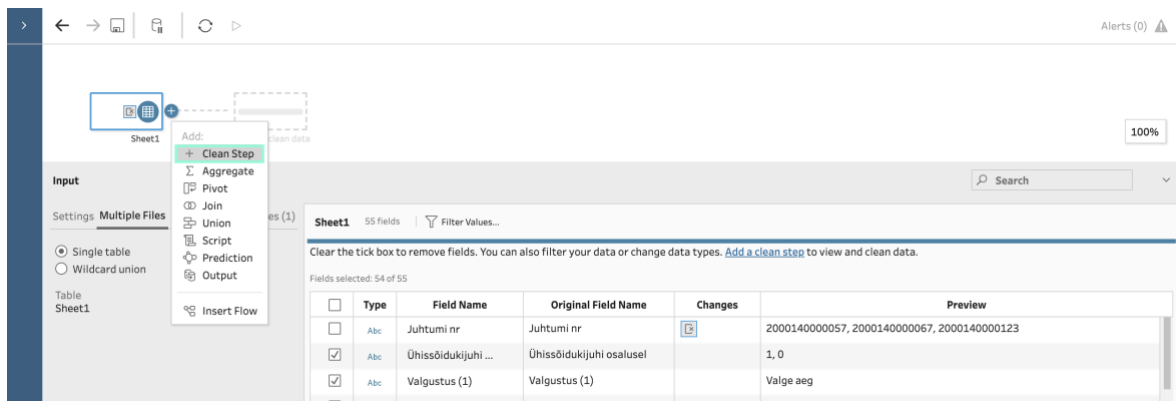 Alerts (0)
Sheet1
clean data
100%
Add:
Clean Step
Aggregate
Pivot
Join
Union
Script
Prediction
Output
Insert Flow
Input
Search
Settings Multiple Files es (1)
Single table
Wildcard union
Table
Sheet1
Sheet1 55 fields Filter Values...
Clear the tick box to remove fields. You can also filter your data or change data types. Add a clean step to view and clean data.
Fields selected: 54 of 55
Type Field Name Original Field Name Changes Preview
Abc Juhtumi nr Juhtumi nr 2000140000057, 2000140000067, 2000140000123
Abc Ühissõidukijuhi ... Ühissõidukijuhi osalusel 1, 0
Abc Valgustus (1) Valgustus (1) Valge aeg